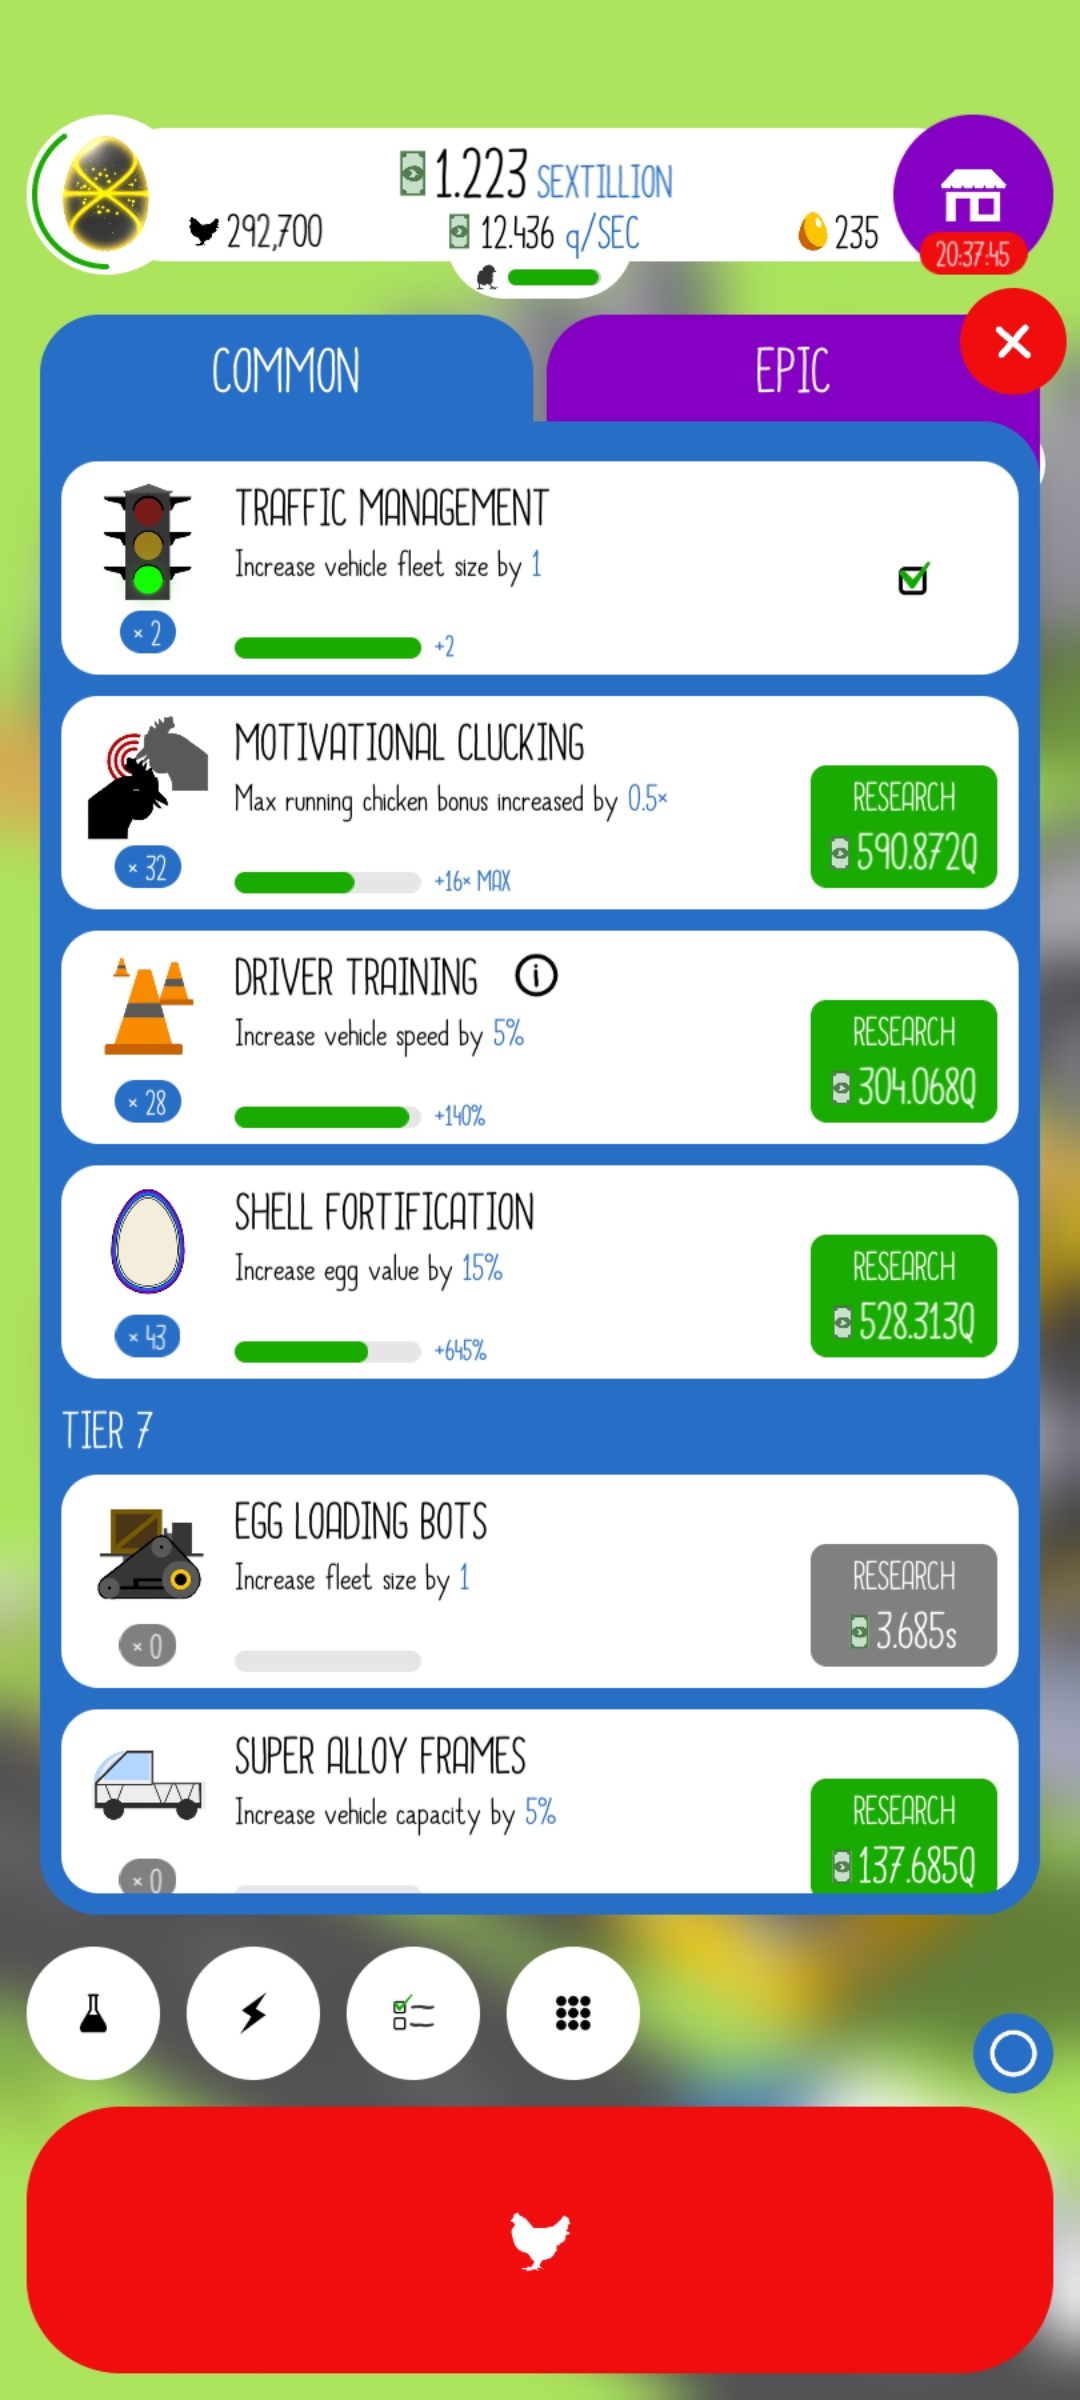 1.223 SEXTILLION
292,700
12.436 q/SEC
235
20:37:45
COMMON
EPIC
TRAFFIC MANAGEMENT
Increase vehicle fleet size by 1
× 2
+2
MOTIVATIONAL CLUCKING
Max running chicken bonus increased by 0.5×
RESEARCH
590.872Q
× 32
+16× MAX
DRIVER TRAINING
Increase vehicle speed by 5%
RESEARCH
304.068Q
× 28
+140%
SHELL FORTIFICATION
Increase egg value by 15%
RESEARCH
528.313Q
× 43
+645%
TIER 7
EGG LOADING BOTS
Increase fleet size by 1
RESEARCH
3.685s
× 0
SUPER ALLOY FRAMES
Increase vehicle capacity by 5%
RESEARCH
137.685Q
× 0